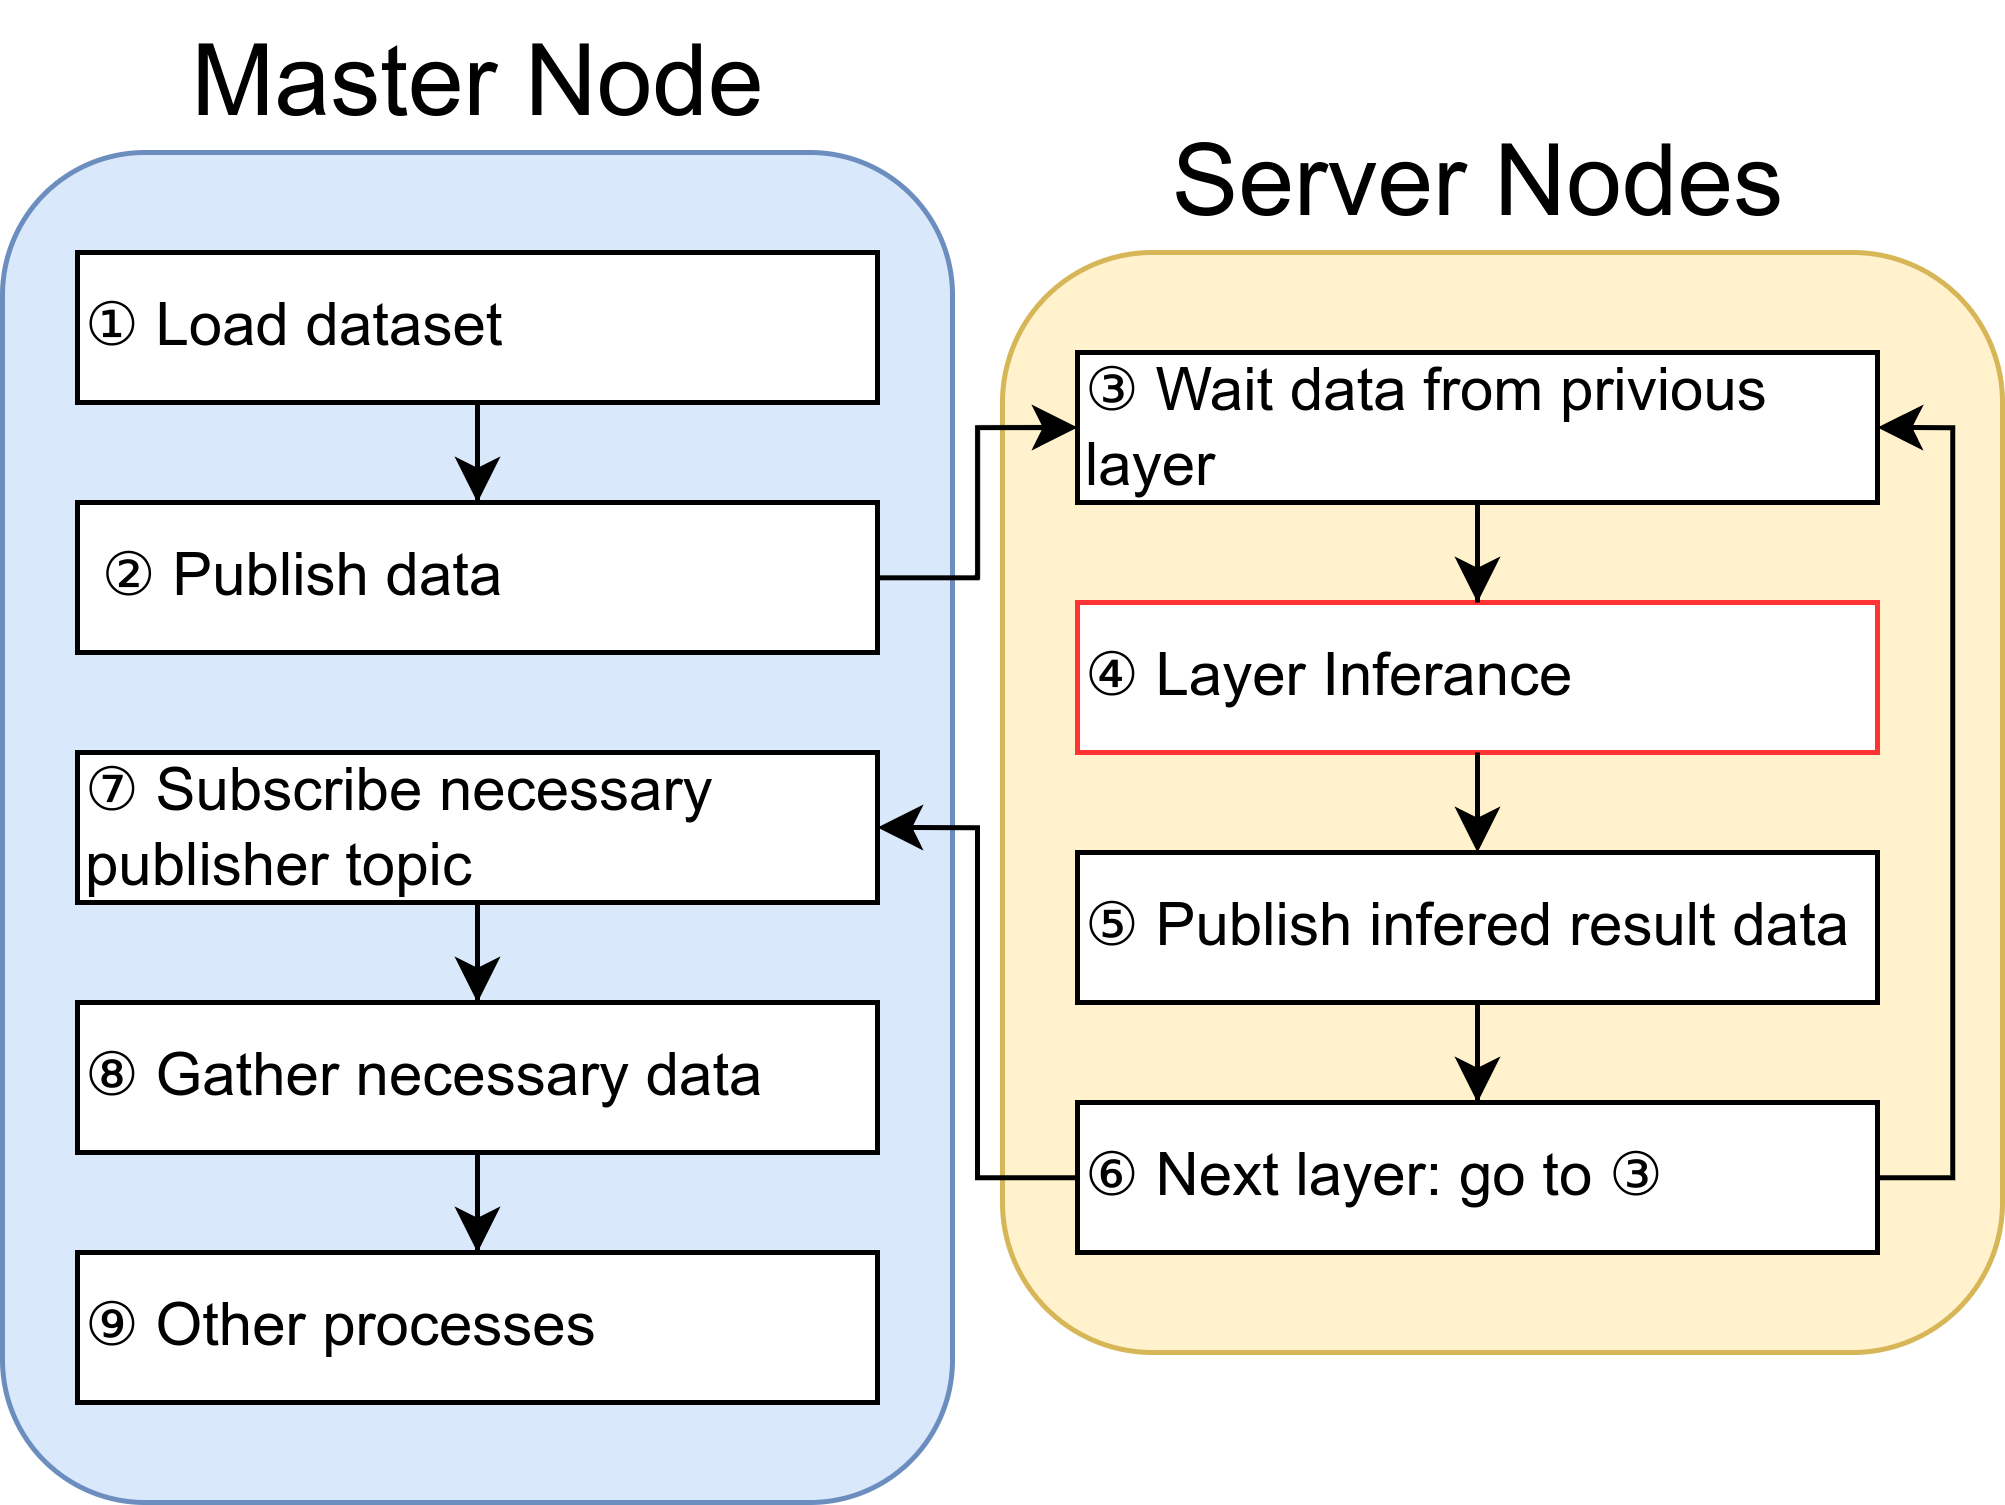 Master Node
① Load dataset
② Publish data
⑦ Subscribe necessary
publisher topic
⑧ Gather necessary data
⑨ Other processes
Server Nodes
③ Wait data from privious
layer
④ Layer Inferance
⑤ Publish infered result data
⑥ Next layer: go to ③